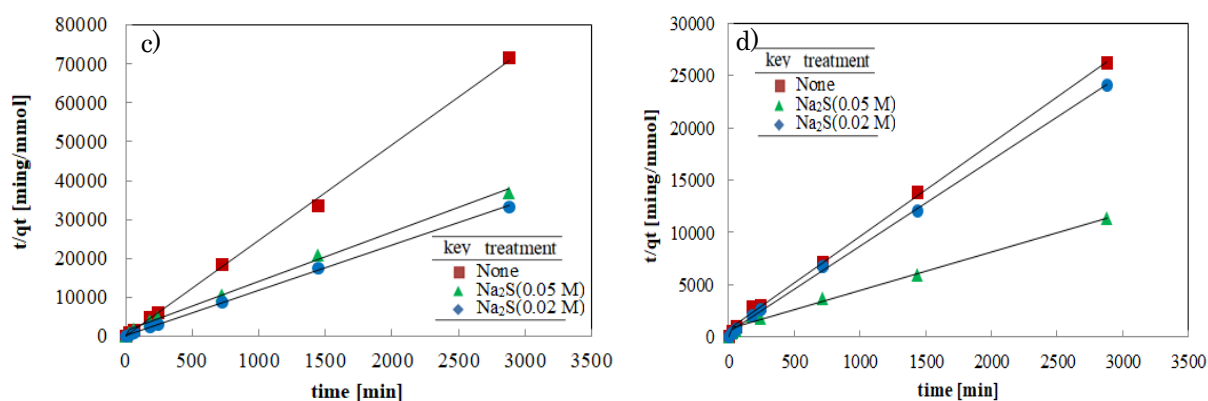 c)
80000
70000
60000
50000
40000
30000
20000
10000
0
t/qt [ming/mmol]
key treatment
None
Na₂S(0.05 M)
Na₂S(0.02 M)
0 500 1000 1500 2000 2500 3000 3500
time [min]
d)
30000
25000
20000
15000
10000
5000
0
t/qt [ming/mmol]
key treatment
None
Na₂S(0.05 M)
Na₂S(0.02 M)
0 500 1000 1500 2000 2500 3000 3500
time [min]